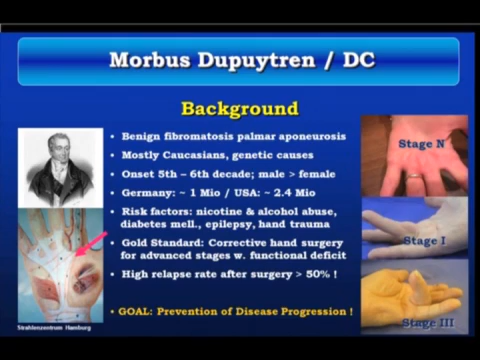 Morbus Dupuytren / DC
Background
• Benign fibromatosis palmar aponeurosis
• Mostly Caucasians, genetic causes
• Onset 5th – 6th decade; male > female
• Germany: ~ 1 Mio / USA: ~ 2.4 Mio
• Risk factors: nicotine & alcohol abuse,
diabetes mell., epilepsy, hand trauma
• Gold Standard: Corrective hand surgery
for advanced stages w. functional deficit
• High relapse rate after surgery > 50% !
• GOAL: Prevention of Disease Progression !
Stage N
Stage I
Stage III
Strahlenzentrum Hamburg